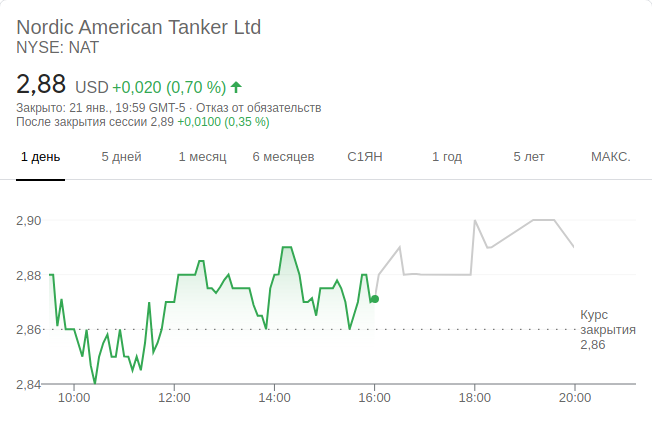 Nordic American Tanker Ltd
NYSE: NAT
2,88 USD +0,020 (0,70 %)
Закрыто: 21 янв., 19:59 GMT-5 · Отказ от обязательств
После закрытия сессии 2,89 +0,0100 (0,35 %)
1 день 5 дней 1 месяц 6 месяцев С1ЯН 1 год 5 лет МАКС.
2,90
2,88
Курс
2,86 закрытия
2,86
2,84
10:00 12:00 14:00 16:00 18:00 20:00